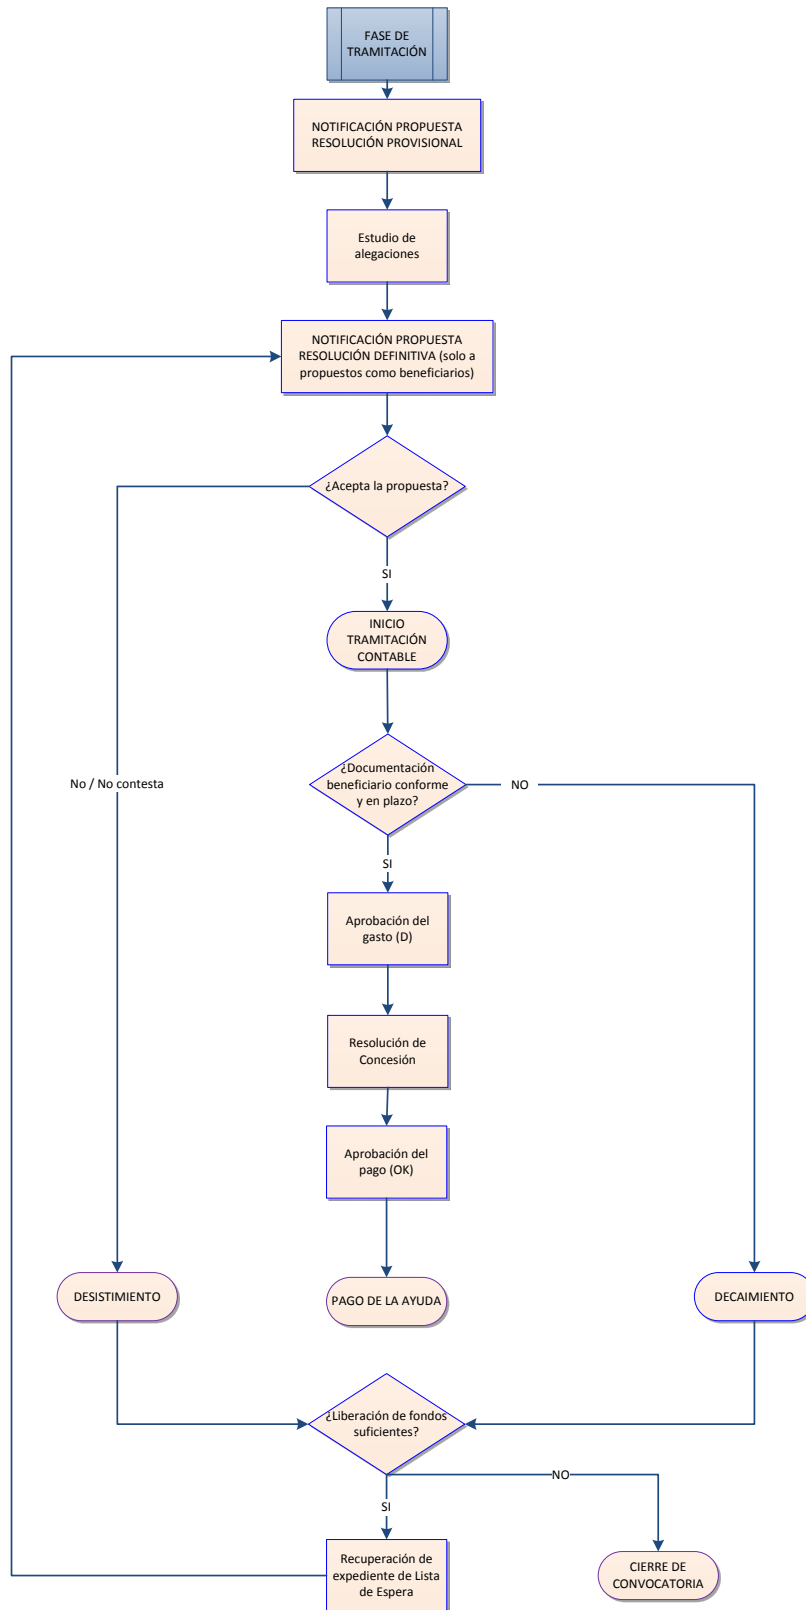 FASE DE
TRAMITACIÓN
NOTIFICACIÓN PROPUESTA
RESOLUCIÓN PROVISIONAL
Estudio de
alegaciones
NOTIFICACIÓN PROPUESTA
RESOLUCIÓN DEFINITIVA (solo a
propuestos como beneficiarios)
¿Acepta la propuesta?
SI
INICIO
TRAMITACIÓN
CONTABLE
No / No contesta
¿Documentación
beneficiario conforme
y en plazo?
NO
SI
Aprobación del
gasto (D)
Resolución de
Concesión
Aprobación del
pago (OK)
DESISTIMIENTO
PAGO DE LA AYUDA
DECAIMIENTO
¿Liberación de fondos
suficientes?
NO
SI
Recuperación de
expediente de Lista
de Espera
CIERRE DE
CONVOCATORIA